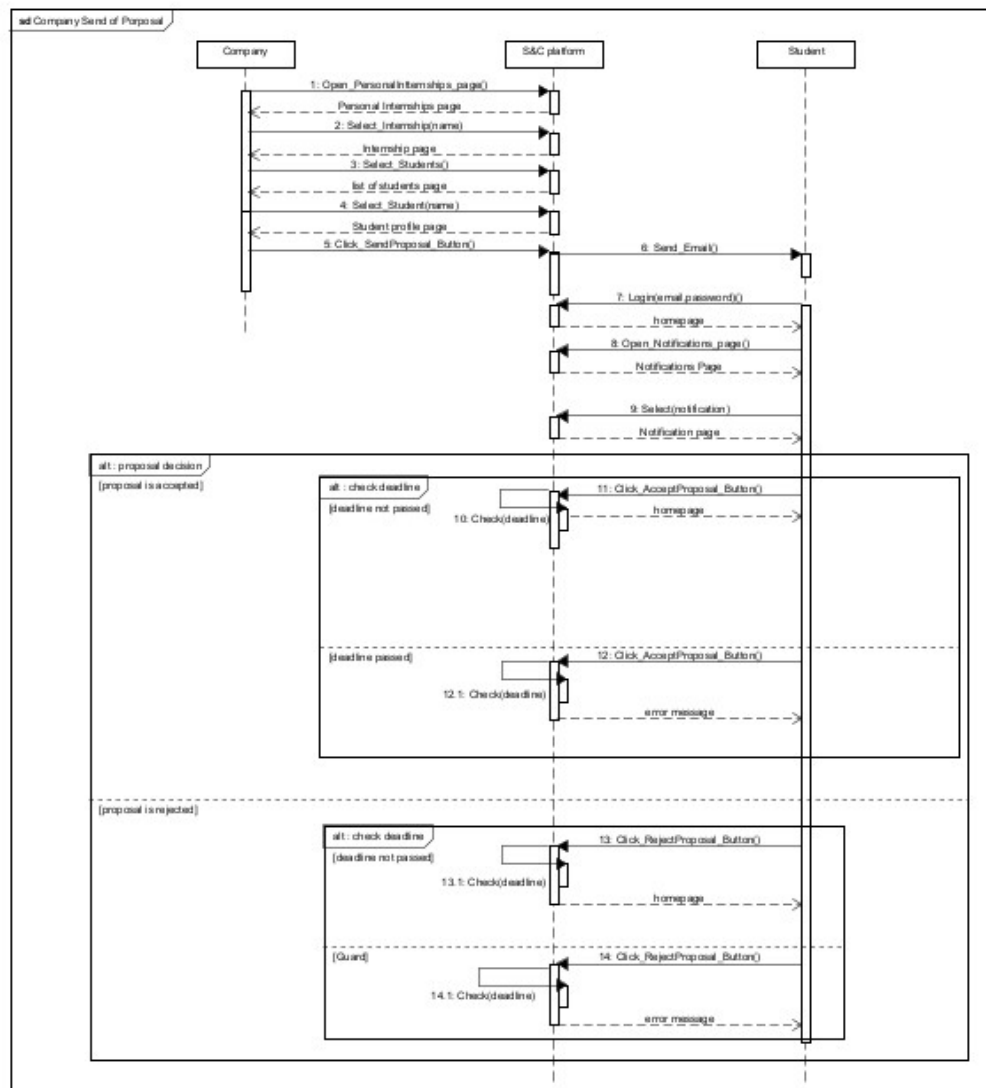 sd Company Send of Porposal
Company
S&C platform
Student
1: Open_PersonalInternships_page()
Personal Internships page
2: Select_Internship(name)
Internship page
3: Select_Students()
list of students page
4: Select_Student(name)
Student profile page
5: Click_SendProposal_Button()
6: Send_Email()
7: Login(email,password)()
homepage
8: Open_Notifications_page()
Notifications Page
9: Select(notification)
Notification page
alt : proposal decision
[proposal is accepted]
alt : check deadline
[deadline not passed]
11: Click_AcceptProposal_Button()
homepage
10: Check(deadline)
[deadline passed]
12: Click_AcceptProposal_Button()
12.1: Check(deadline)
error message
[proposal is rejected]
alt : check deadline
[deadline not passed]
13: Click_RejectProposal_Button()
13.1: Check(deadline)
homepage
[Guard]
14: Click_RejectProposal_Button()
14.1: Check(deadline)
error message